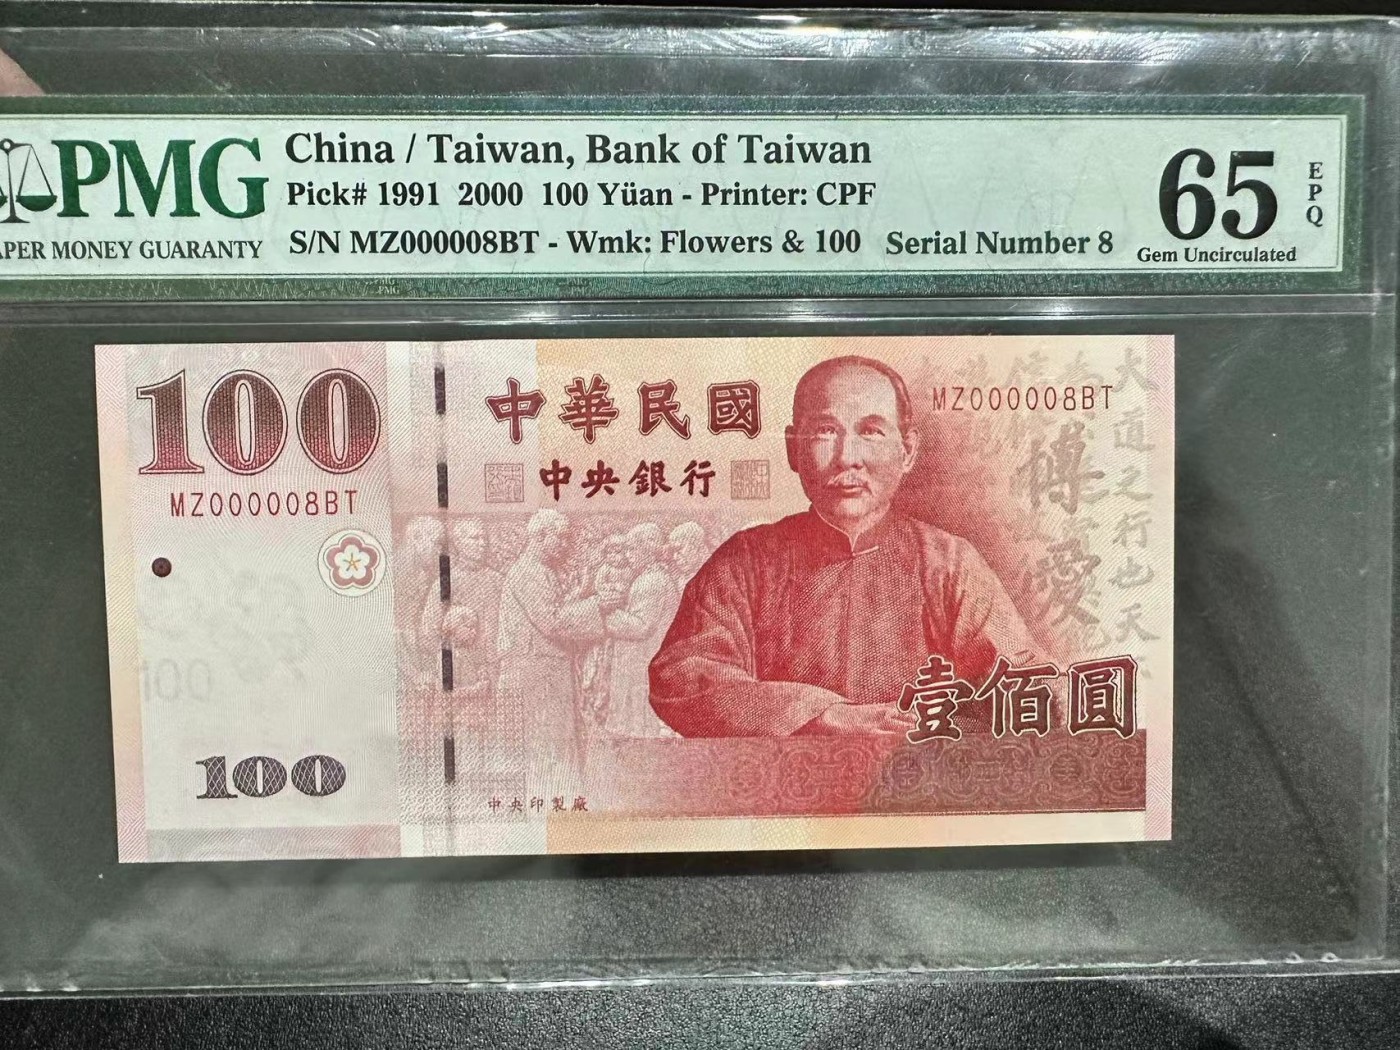 PMG
PAPER MONEY GUARANTY
China / Taiwan, Bank of Taiwan
Pick# 1991 2000 100 Yüan - Printer: CPF
S/N MZ000008BT - Wmk: Flowers & 100 Serial Number 8
65 EPQ
Gem Uncirculated
100
MZ000008BT
中華民國
中央銀行
MZ000008BT
博愛
大道之行也天
100
壹佰圓
100
中央印製廠